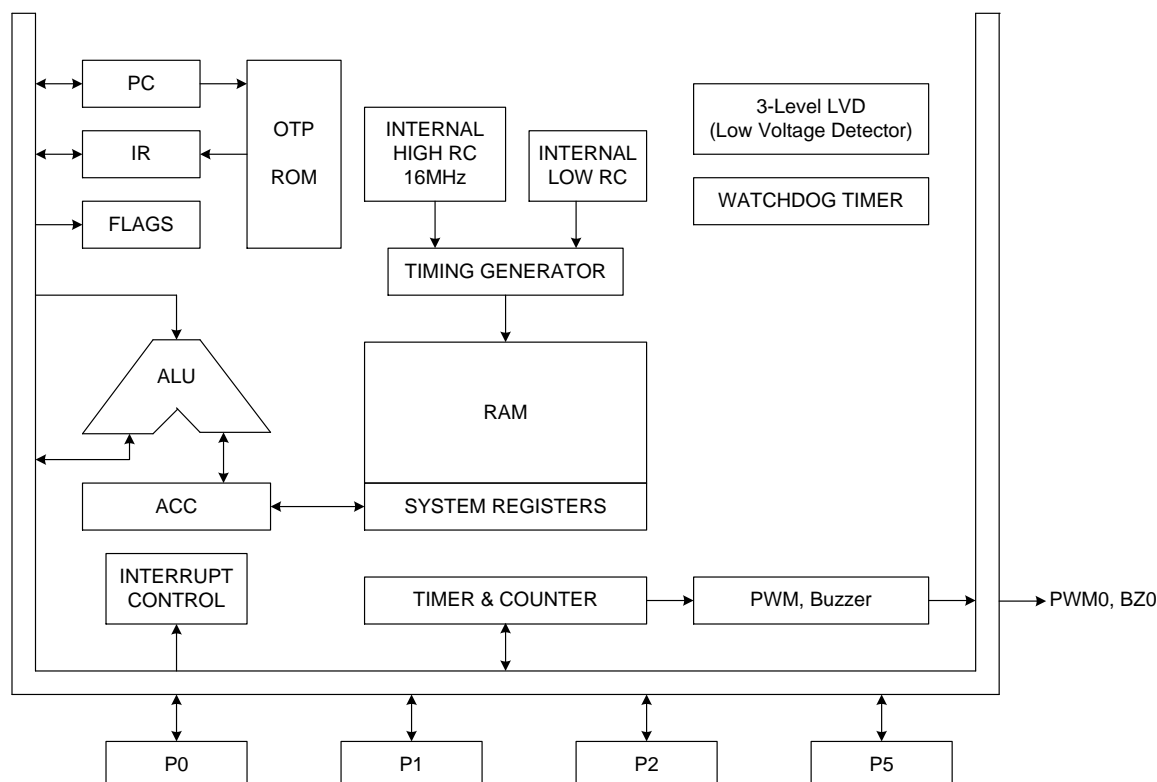 PC
IR
FLAGS
OTP
ROM
INTERNAL
HIGH RC
16MHz
INTERNAL
LOW RC
3-Level LVD
(Low Voltage Detector)
WATCHDOG TIMER
TIMING GENERATOR
ALU
RAM
ACC
SYSTEM REGISTERS
INTERRUPT
CONTROL
TIMER & COUNTER
PWM, Buzzer
PWM0, BZ0
P0
P1
P2
P5